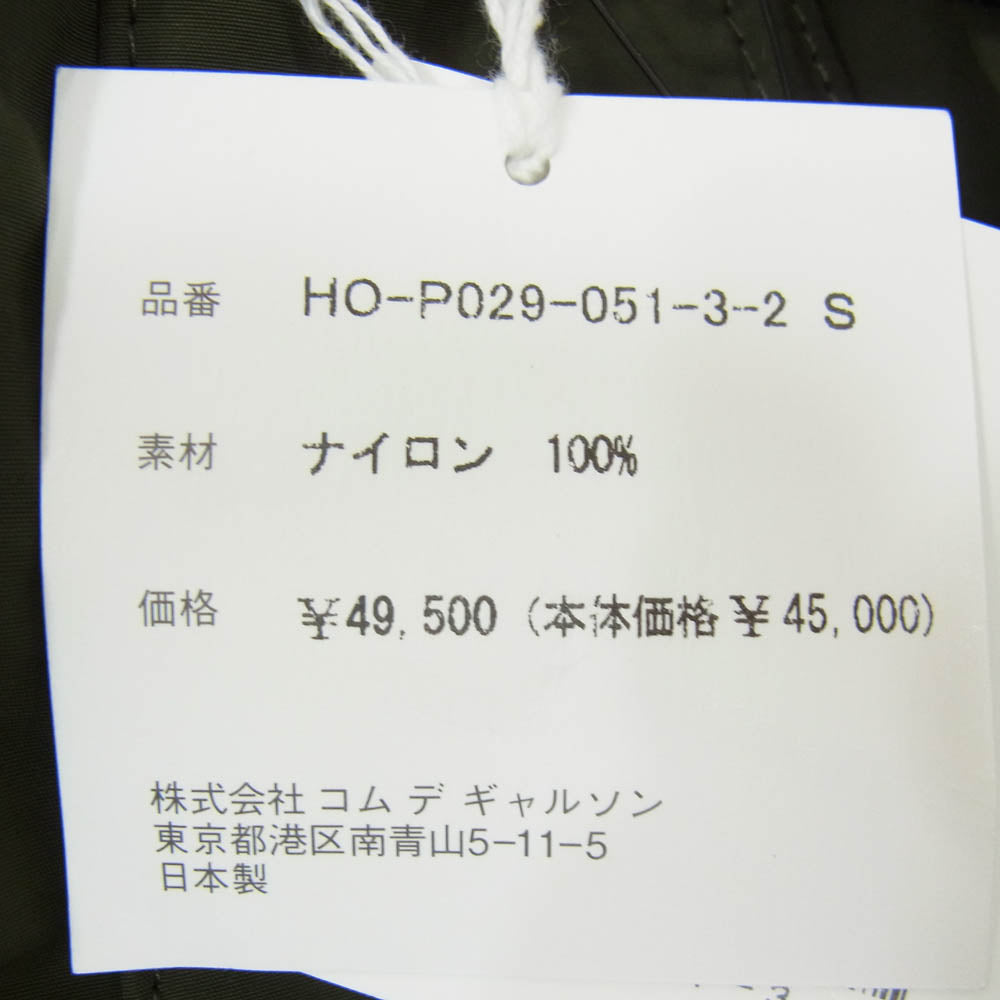 品番 HO-P029-051-3-2 S
素材 ナイロン 100%
価格 ¥49,500 (本体価格 ¥45,000)
株式会社 コム デ ギャルソン
東京都港区南青山5-11-5
日本製